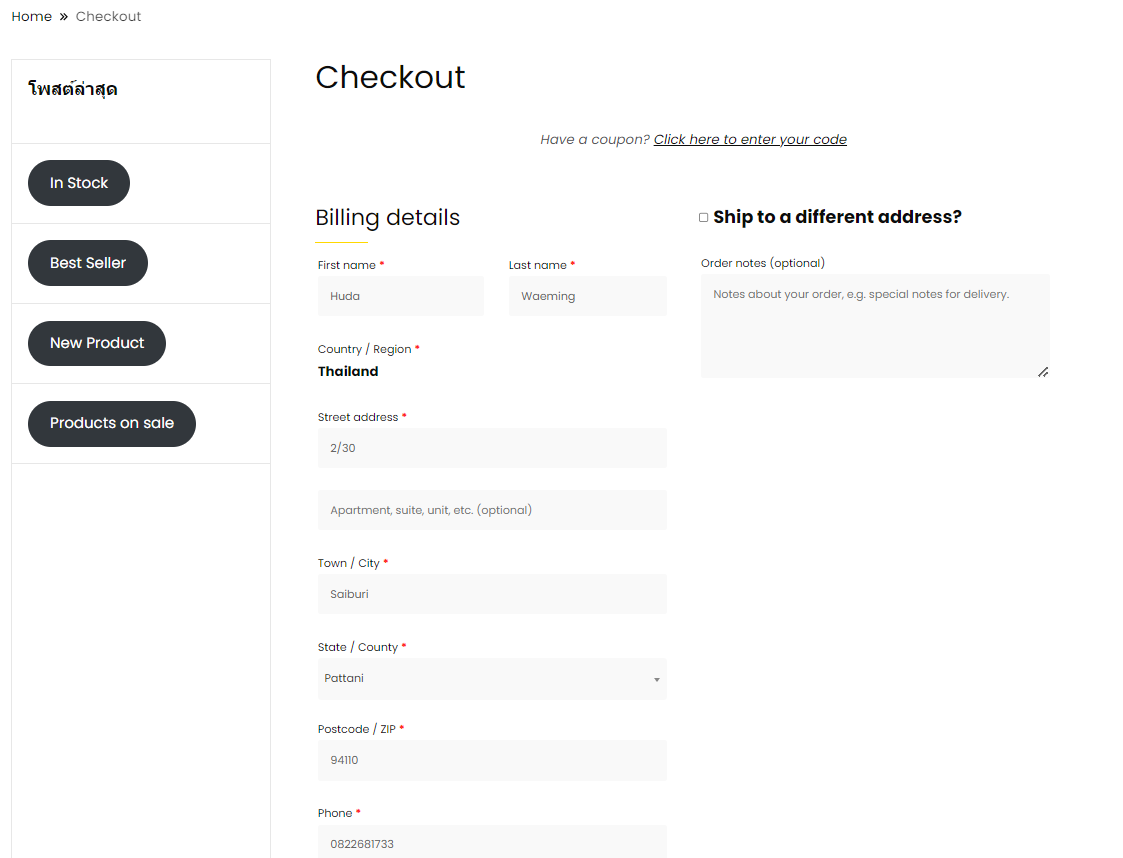 Home » Checkout
โพสต์ล่าสุด
In Stock
Best Seller
New Product
Products on sale
Checkout
Have a coupon? Click here to enter your code
Billing details
First name *
Huda
Last name *
Waeming
Country / Region *
Thailand
Street address *
2/30
Apartment, suite, unit, etc. (optional)
Town / City *
Saiburi
State / County *
Pattani
Postcode / ZIP *
94110
Phone *
0822681733
Ship to a different address?
Order notes (optional)
Notes about your order, e.g. special notes for delivery.